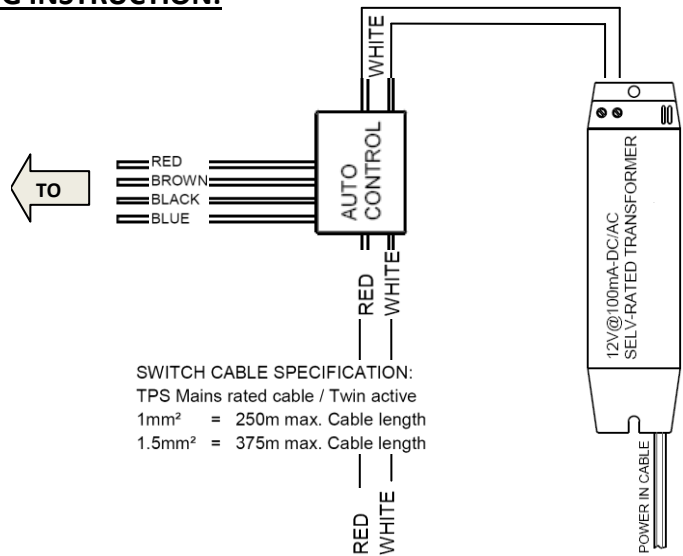 G INSTRUCTION:
WHITE
RED
BROWN
BLACK
BLUE
TO
AUTO
CONTROL
12V@100mA-DC/AC
SELV-RATED TRANSFORMER
RED
WHITE
SWITCH CABLE SPECIFICATION:
TPS Mains rated cable / Twin active
1mm² = 250m max. Cable length
1.5mm² = 375m max. Cable length
RED
WHITE
POWER IN CABLE